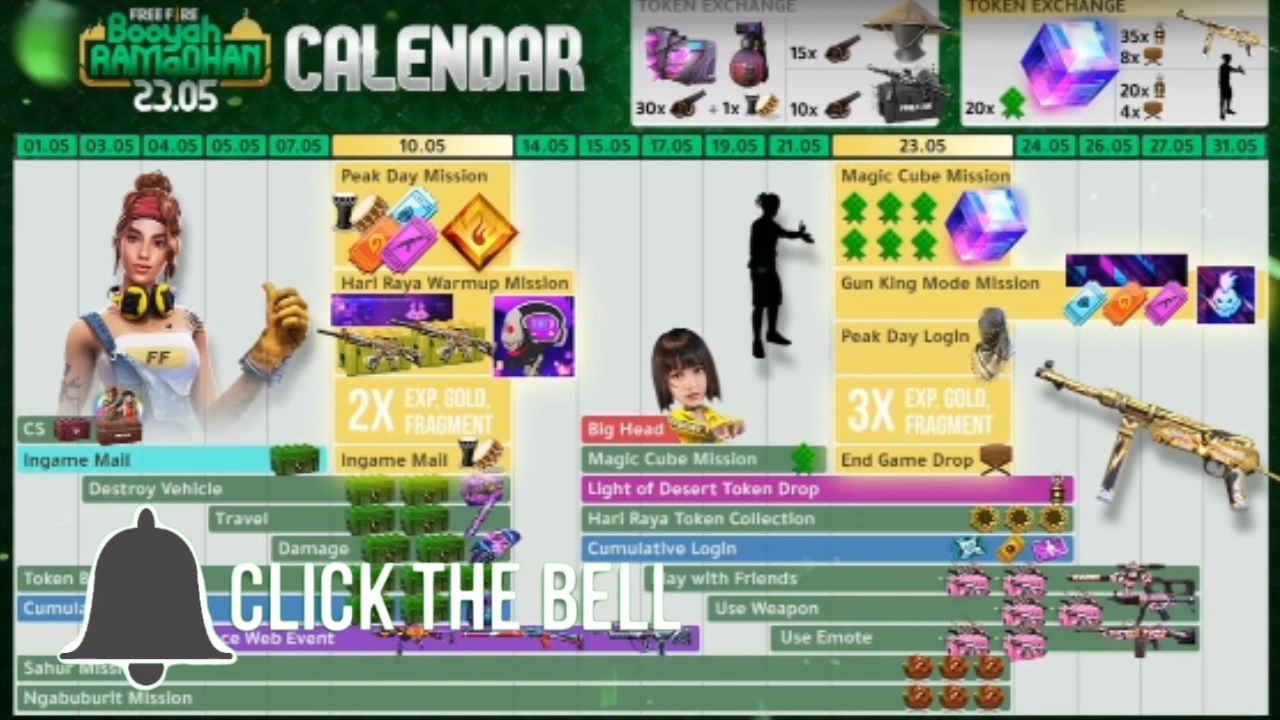 FREE FIRE
Booyah
RAMADHAN
23.05
CALENDAR
TOKEN EXCHANGE
30x + 1x
15x
10x
TOKEN EXCHANGE
20x
35x
8x
20x
4x
01.05 03.05 04.05 05.05 07.05 10.05 14.05 15.05 17.05 19.05 21.05 23.05 24.05 26.05 27.05 31.05
Peak Day Mission
Magic Cube Mission
Hari Raya Warmup Mission
Gun King Mode Mission
Peak Day Login
FF
2X EXP, GOLD,
FRAGMENT
3X EXP, GOLD,
FRAGMENT
CS
Big Head
Ingame Mail
Ingame Mail
Magic Cube Mission
End Game Drop
Destroy Vehicle
Light of Desert Token Drop
Travel
Hari Raya Token Collection
Damage
Cumulative Login
Token B
lay with Friends
CLICK THE BELL
Cumula
Use Weapon
ce Web Event
Use Emote
Sahur Missi
Ngabuburit Mission